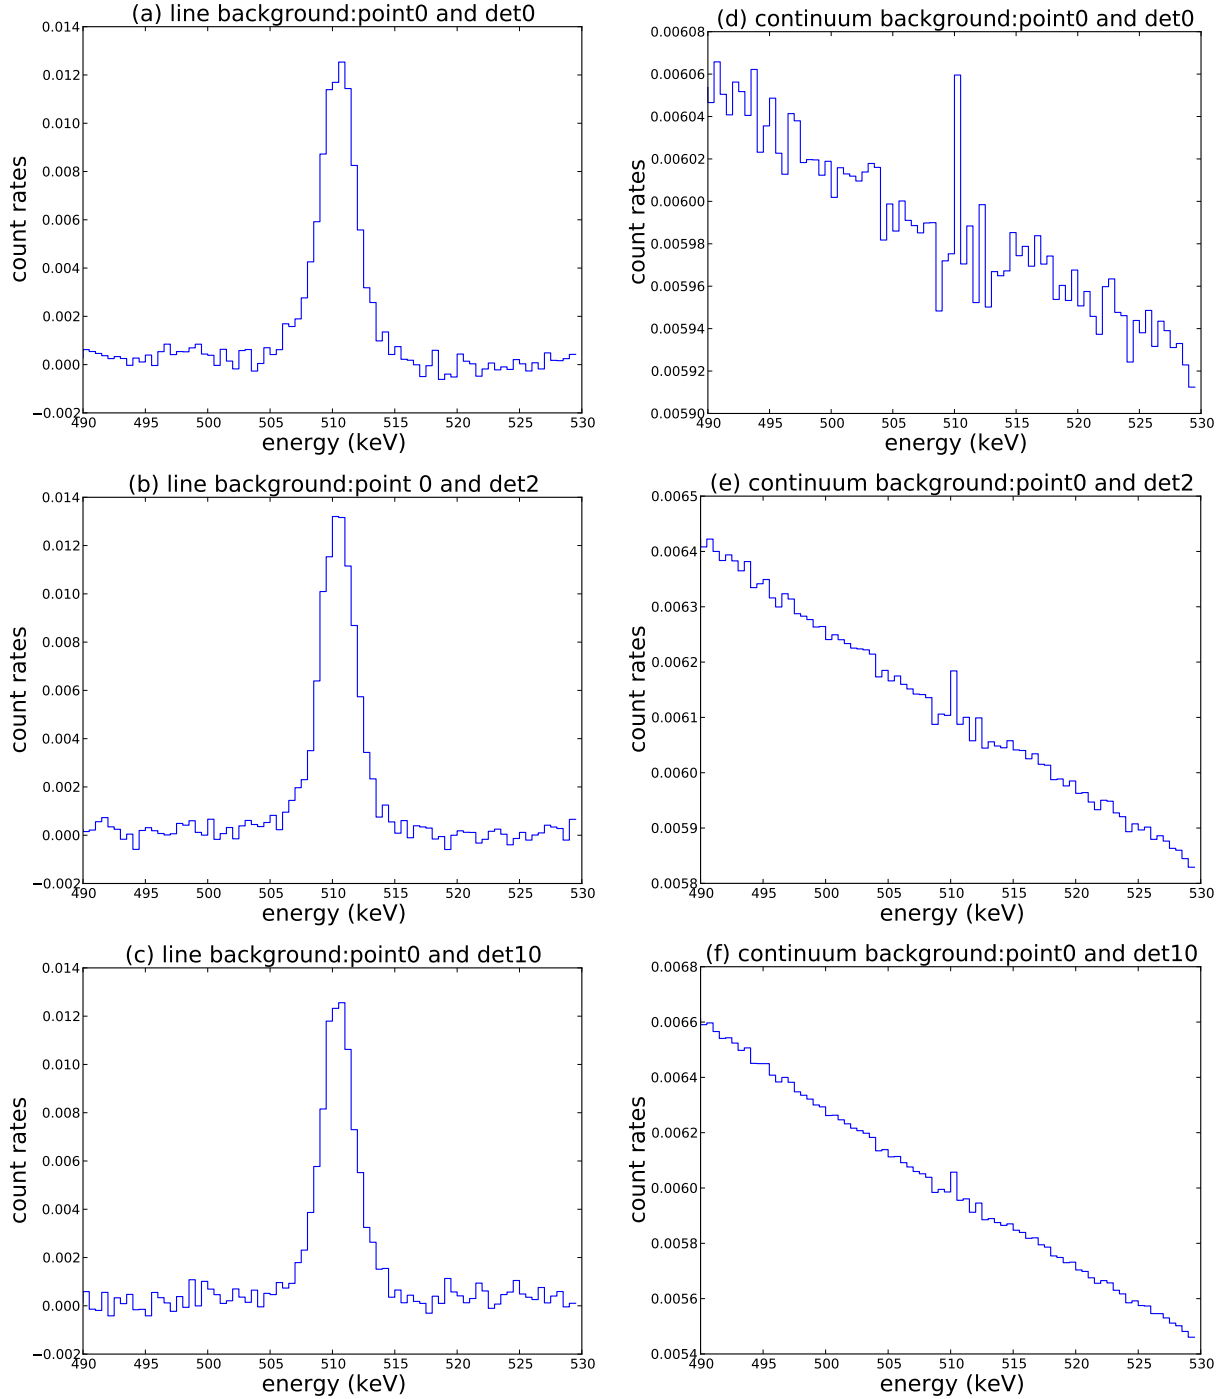 (a) line background:point0 and det0
0.014
0.012
0.010
0.008
0.006
0.004
0.002
0.000
−0.002
count rates
490 495 500 505 510 515 520 525 530
energy (keV)
(d) continuum background:point0 and det0
0.00608
0.00606
0.00604
0.00602
0.00600
0.00598
0.00596
0.00594
0.00592
0.00590
count rates
490 495 500 505 510 515 520 525 530
energy (keV)
(b) line background:point 0 and det2
0.014
0.012
0.010
0.008
0.006
0.004
0.002
0.000
−0.002
count rates
490 495 500 505 510 515 520 525 530
energy (keV)
(e) continuum background:point0 and det2
0.0065
0.0064
0.0063
0.0062
0.0061
0.0060
0.0059
0.0058
count rates
490 495 500 505 510 515 520 525 530
energy (keV)
(c) line background:point0 and det10
0.014
0.012
0.010
0.008
0.006
0.004
0.002
0.000
−0.002
count rates
490 495 500 505 510 515 520 525 530
energy (keV)
(f) continuum background:point0 and det10
0.0068
0.0066
0.0064
0.0062
0.0060
0.0058
0.0056
0.0054
count rates
490 495 500 505 510 515 520 525 530
energy (keV)